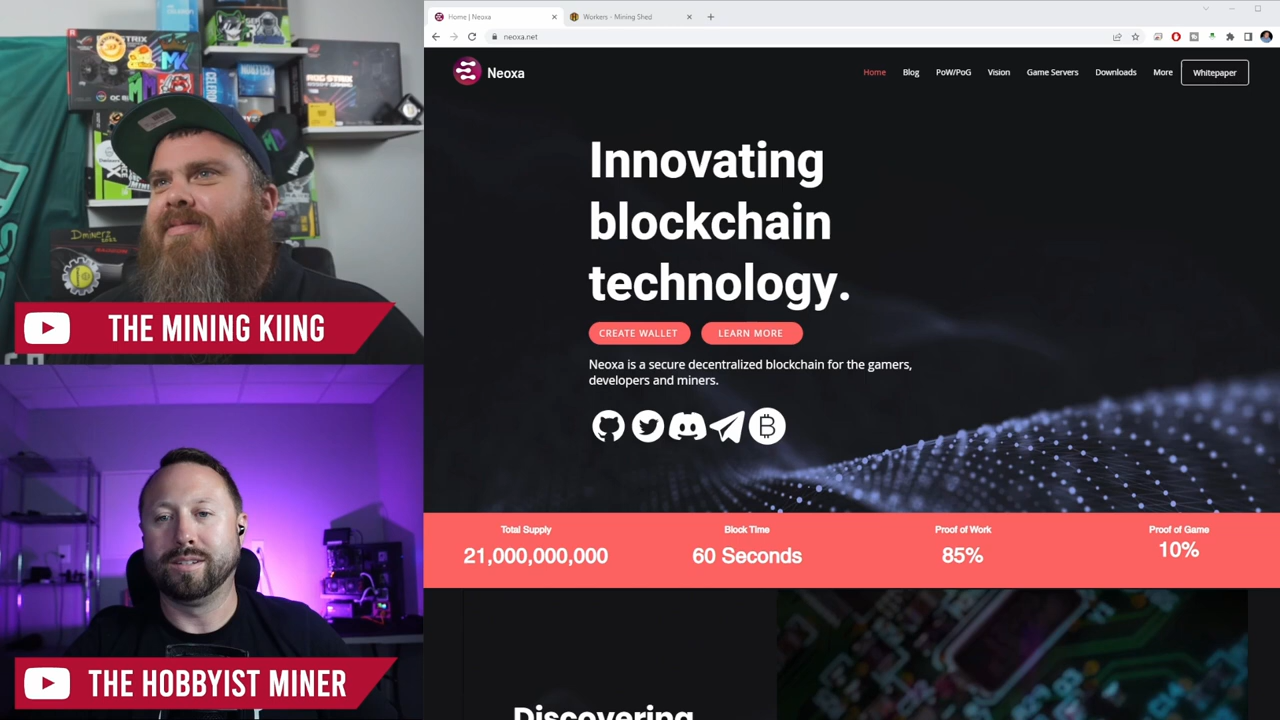 ROG STRIX
Dminerz
THE MINING KIING
THE HOBBYIST MINER
Home | Neoxa
Workers - Mining Shed
neoxa.net
Neoxa
Home
Blog
PoW/PoG
Vision
Game Servers
Downloads
More
Whitepaper
Innovating
blockchain
technology.
CREATE WALLET
LEARN MORE
Neoxa is a secure decentralized blockchain for the gamers,
developers and miners.
Total Supply
21,000,000,000
Block Time
60 Seconds
Proof of Work
85%
Proof of Game
10%
Discovering